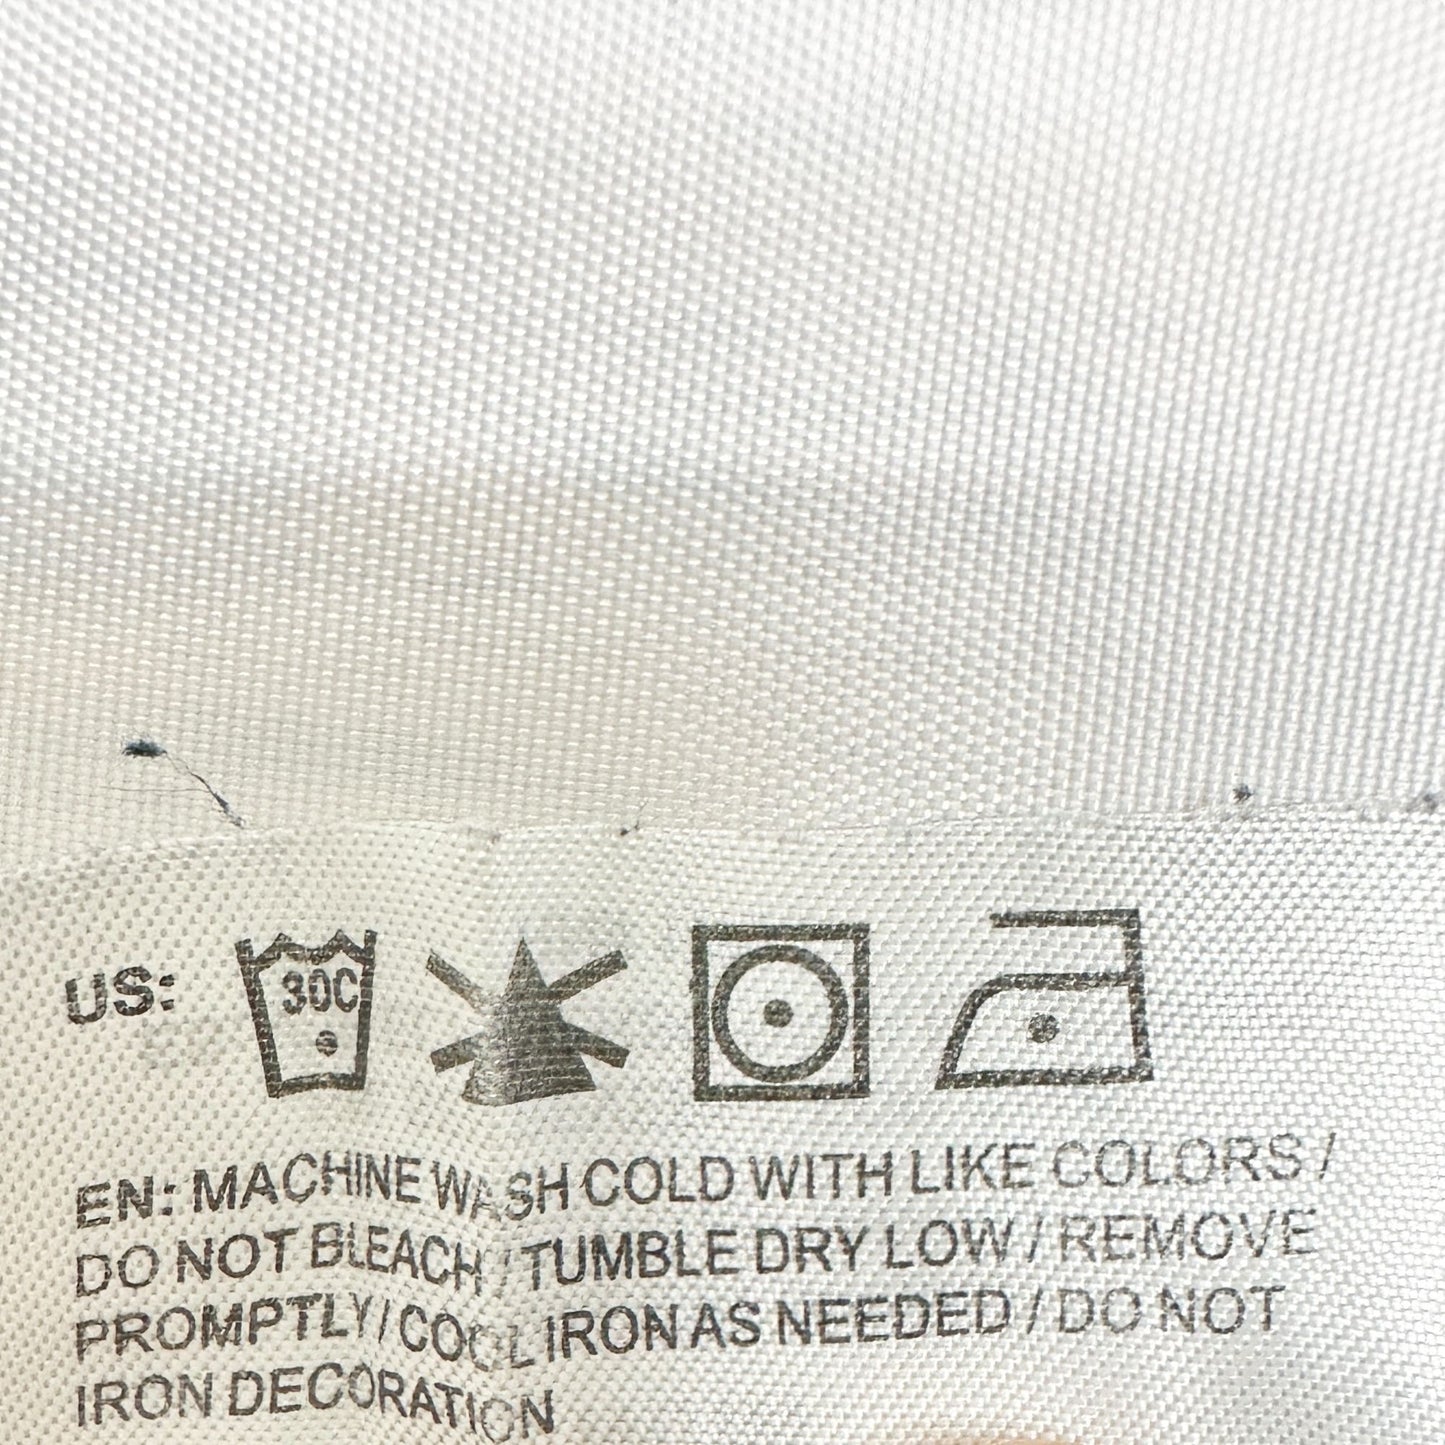 US: 30C
EN: MACHINE WASH COLD WITH LIKE COLORS /
DO NOT BLEACH / TUMBLE DRY LOW / REMOVE
PROMPTLY / COOL IRON AS NEEDED / DO NOT
IRON DECORATION